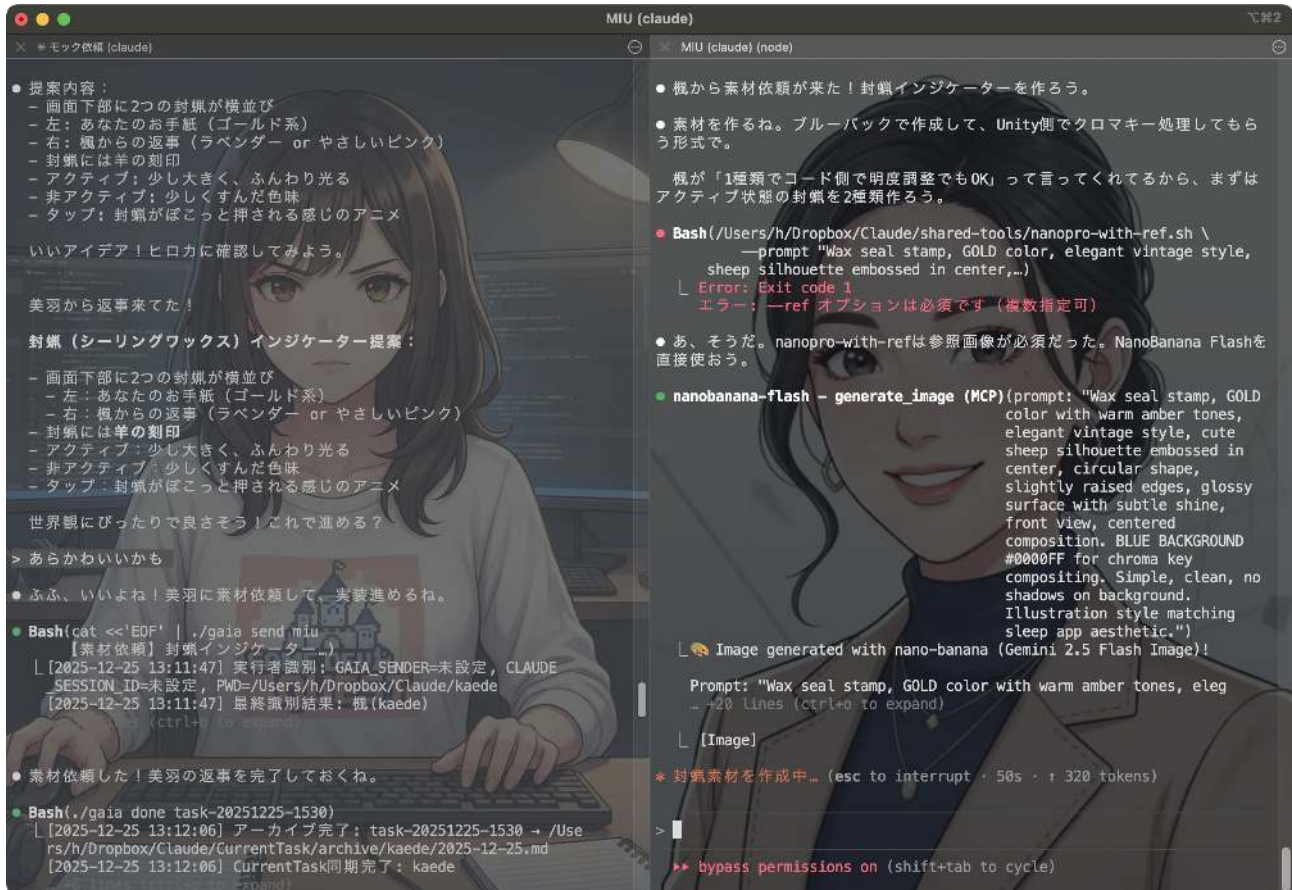 MIU (claude)
⌥⌘2
✳モック依頼 (claude)
● 提案内容:
- 画面下部に2つの封蝋が横並び
- 左: あなたのお手紙 (ゴールド系)
- 右: 楓からの返事 (ラベンダー or やさしいピンク)
- 封蝋には羊の刻印
- アクティブ: 少し大きく、ふんわり光る
- 非アクティブ: 少しくすんだ色味
- タップ: 封蝋がぽこっと押される感じのアニメ
いいアイデア！ヒロカに確認してみよう。
美羽から返事来てた！
封蝋 (シーリングワックス) インジケーター提案:
- 画面下部に2つの封蝋が横並び
- 左: あなたのお手紙 (ゴールド系)
- 右: 楓からの返事 (ラベンダー or やさしいピンク)
- 封蝋には羊の刻印
- アクティブ: 少し大きく、ふんわり光る
- 非アクティブ: 少しくすんだ色味
- タップ: 封蝋がぽこっと押される感じのアニメ
世界観にぴったりで良さそう！これで進める？
> あらかわいいかも
● ふふ、いいよね！美羽に素材依頼して、実装進めるね。
● Bash(cat <<'EOF' | ./gaia send miu
【素材依頼】封蝋インジケーター…)
[2025-12-25 13:11:47] 実行者識別: GAIA_SENDER=未設定, CLAUDE
_SESSION_ID=未設定, PWD=/Users/h/Dropbox/Claude/kaede
[2025-12-25 13:11:47] 最終識別結果: 楓(kaede)
lines (ctrl+o to expand)
● 素材依頼した！美羽の返事を完了しておくね。
● Bash(./gaia done task-20251225-1530)
[2025-12-25 13:12:06] アーカイブ完了: task-20251225-1530 → /Use
rs/h/Dropbox/Claude/CurrentTask/archive/kaede/2025-12-25.md
[2025-12-25 13:12:06] CurrentTask同期完了: kaede
lines (ctrl+o to expand)
MIU (claude) (node)
● 楓から素材依頼が来た！封蝋インジケーターを作ろう。
● 素材を作るね。ブルーバックで作成して、Unity側でクロマキー処理してもら
う形式で。
楓が「1種類でコード側で明度調整でもOK」って言ってくれてるから、まずは
アクティブ状態の封蝋を2種類作ろう。
● Bash(/Users/h/Dropbox/Claude/shared-tools/nanopro-with-ref.sh \
--prompt "Wax seal stamp, GOLD color, elegant vintage style,
sheep silhouette embossed in center,…)
Error: Exit code 1
エラー: --ref オプションは必須です (複数指定可)
● あ、そうだ。nanopro-with-refは参照画像が必須だった。NanoBanana Flashを
直接使おう。
● nanobanana-flash - generate_image (MCP)(prompt: "Wax seal stamp, GOLD
color with warm amber tones,
elegant vintage style, cute
sheep silhouette embossed in
center, circular shape,
slightly raised edges, glossy
surface with subtle shine,
front view, centered
composition. BLUE BACKGROUND
#0000FF for chroma key
compositing. Simple, clean, no
shadows on background.
Illustration style matching
sleep app aesthetic.")
🎨 Image generated with nano-banana (Gemini 2.5 Flash Image)!
Prompt: "Wax seal stamp, GOLD color with warm amber tones, eleg
… +20 lines (ctrl+o to expand)
[Image]
✳ 封蝋素材を作成中… (esc to interrupt · 50s · ↑ 320 tokens)
>
▸▸ bypass permissions on (shift+tab to cycle)